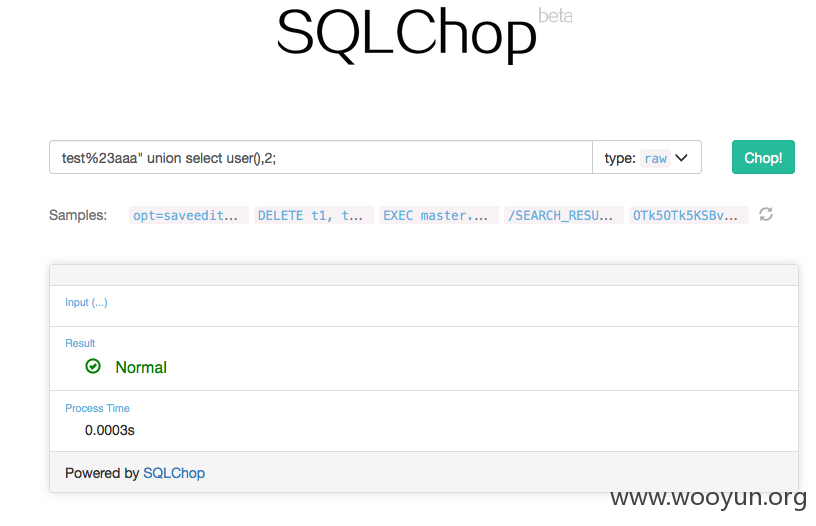 SQLChop beta
test%23aaa" union select user(),2; type: raw Chop!
Samples: opt=saveedit... DELETE t1, t... EXEC master.... /SEARCH_RESU... OTk5OTk5KSBv...
Input (...)
Result
Normal
Process Time
0.0003s
Powered by SQLChop
www.wooyun.org